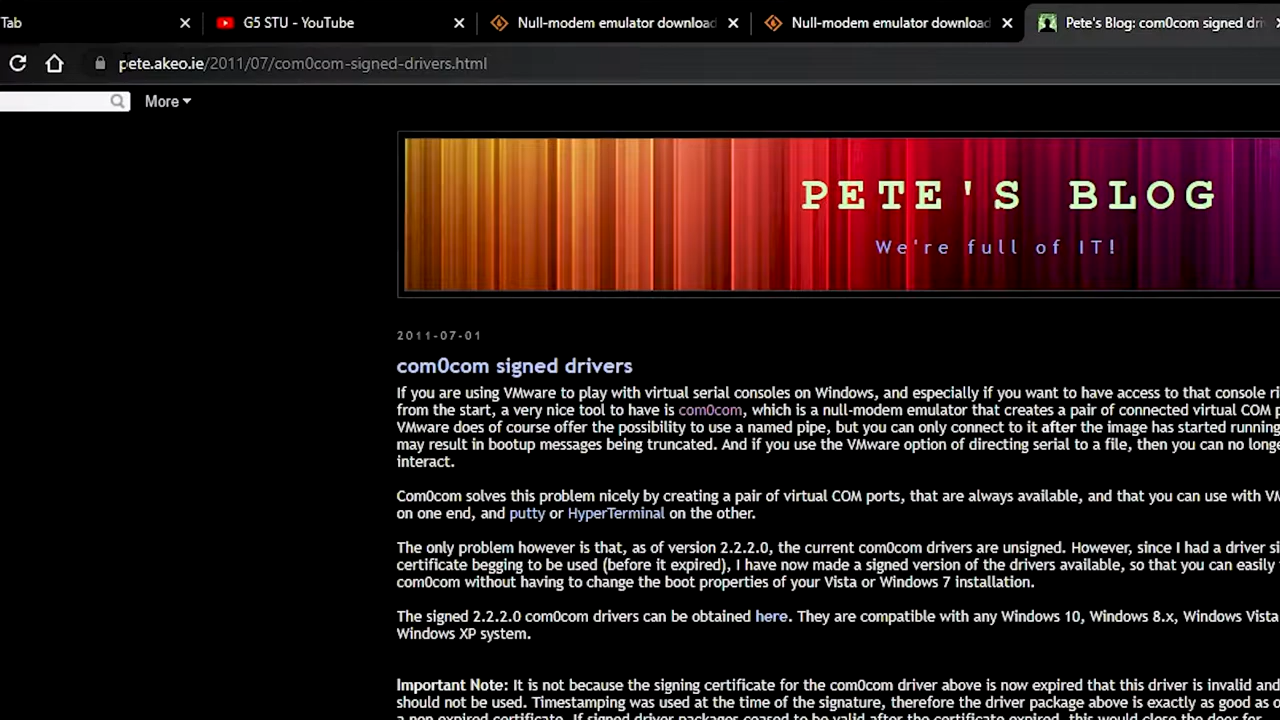 Tab
G5 STU - YouTube
Null-modem emulator download
Null-modem emulator download
Pete's Blog: com0com signed dri
pete.akeo.ie/2011/07/com0com-signed-drivers.html
More
PETE'S BLOG
We're full of IT!
2011-07-01
com0com signed drivers
If you are using VMware to play with virtual serial consoles on Windows, and especially if you want to have access to that console ri
from the start, a very nice tool to have is com0com, which is a null-modem emulator that creates a pair of connected virtual COM p
VMware does of course offer the possibility to use a named pipe, but you can only connect to it after the image has started running
may result in bootup messages being truncated. And if you use the VMware option of directing serial to a file, then you can no longe
interact.
Com0com solves this problem nicely by creating a pair of virtual COM ports, that are always available, and that you can use with VM
on one end, and putty or HyperTerminal on the other.
The only problem however is that, as of version 2.2.2.0, the current com0com drivers are unsigned. However, since I had a driver si
certificate begging to be used (before it expired), I have now made a signed version of the drivers available, so that you can easily
com0com without having to change the boot properties of your Vista or Windows 7 installation.
The signed 2.2.2.0 com0com drivers can be obtained here. They are compatible with any Windows 10, Windows 8.x, Windows Vista
Windows XP system.
Important Note: It is not because the signing certificate for the com0com driver above is now expired that this driver is invalid and
should not be used. Timestamping was used at the time of the signature, therefore the driver package above is exactly as good as